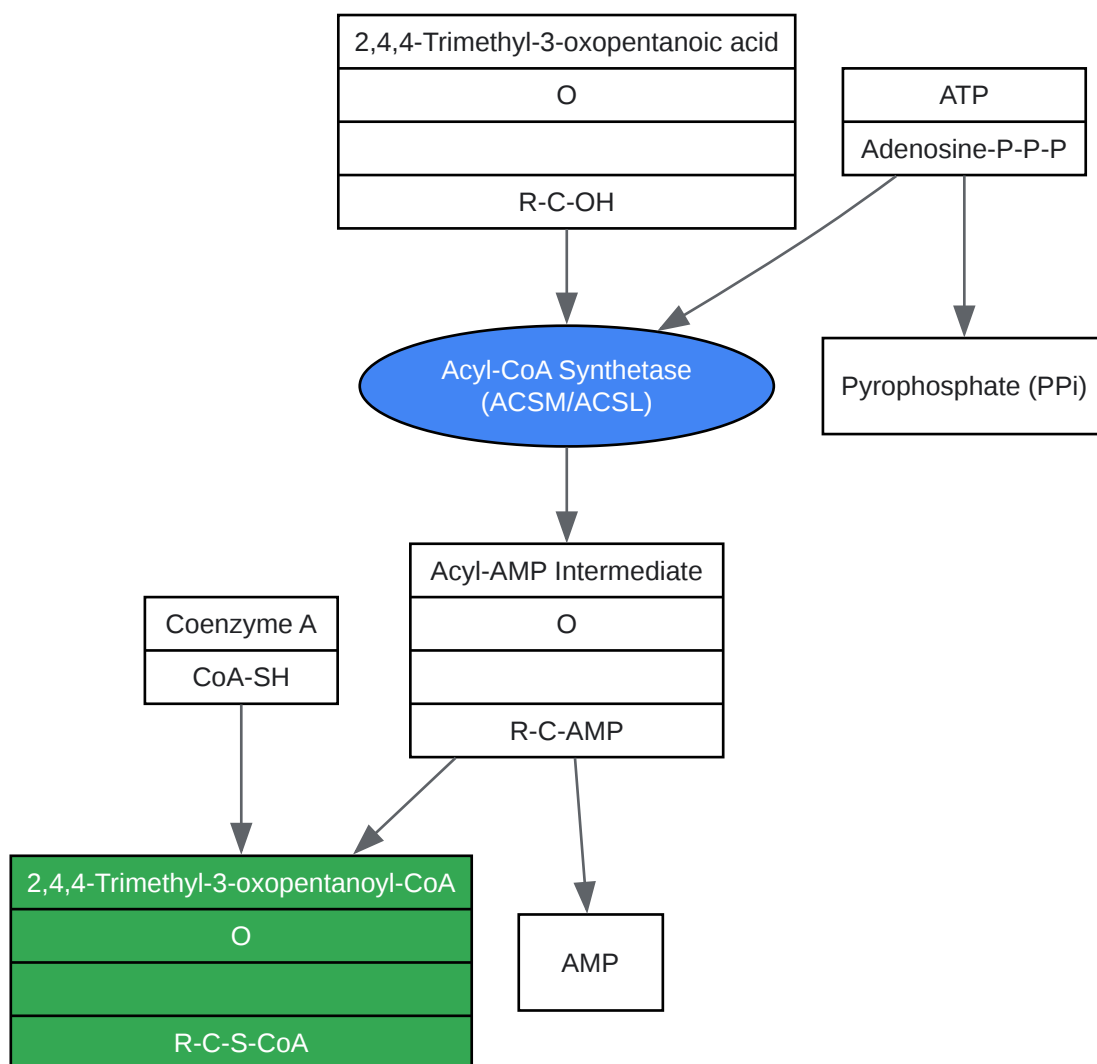 2,4,4-Trimethyl-3-oxopentanoic acid
O
R-C-OH
ATP
Adenosine-P-P-P
Acyl-CoA Synthetase
(ACSM/ACSL)
Pyrophosphate (PPi)
Acyl-AMP Intermediate
O
R-C-AMP
Coenzyme A
CoA-SH
2,4,4-Trimethyl-3-oxopentanoyl-CoA
O
R-C-S-CoA
AMP